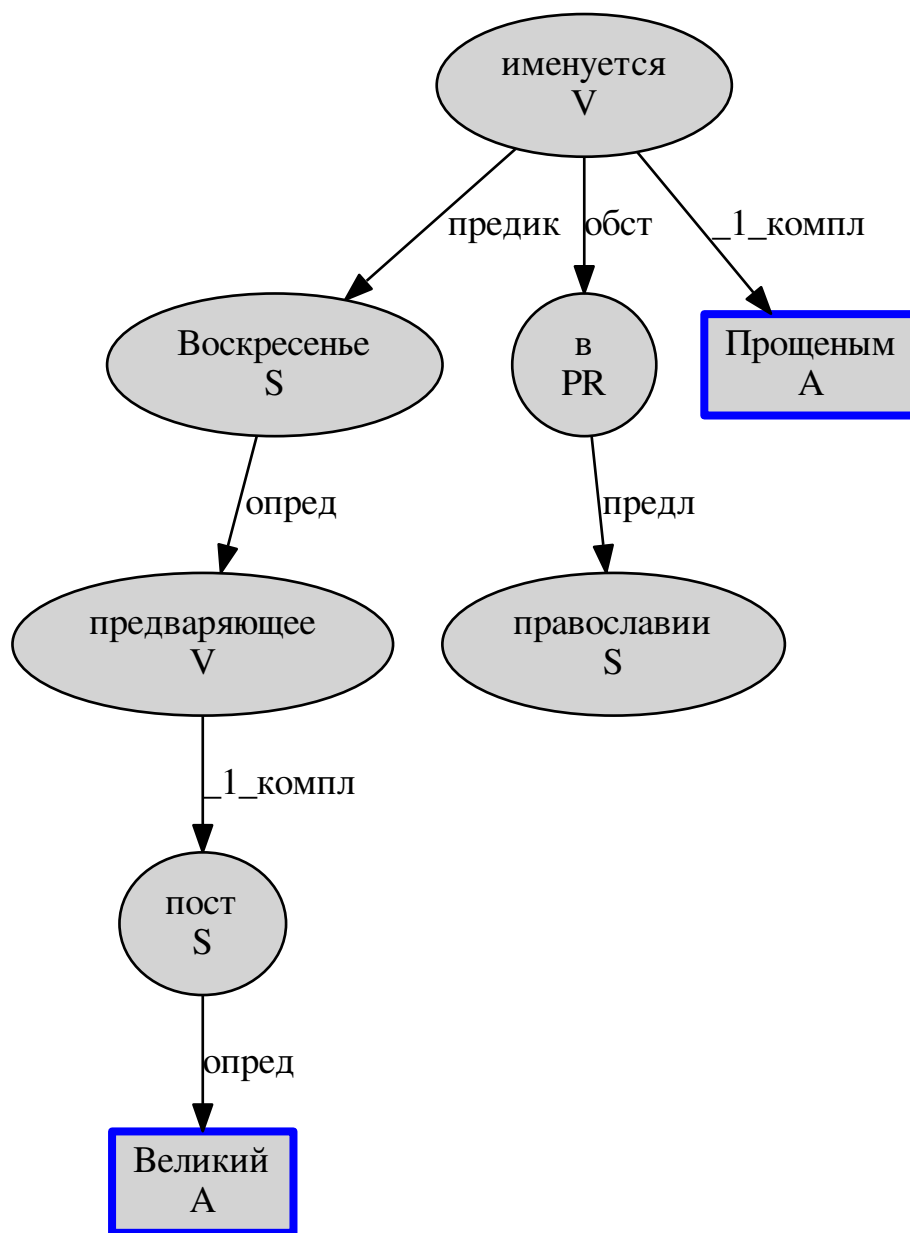 именуется
V
предик
обст
_1_компл
Воскресенье
S
в
PR
Прощеным
A
опред
предл
предваряющее
V
православии
S
_1_компл
пост
S
опред
Великий
A